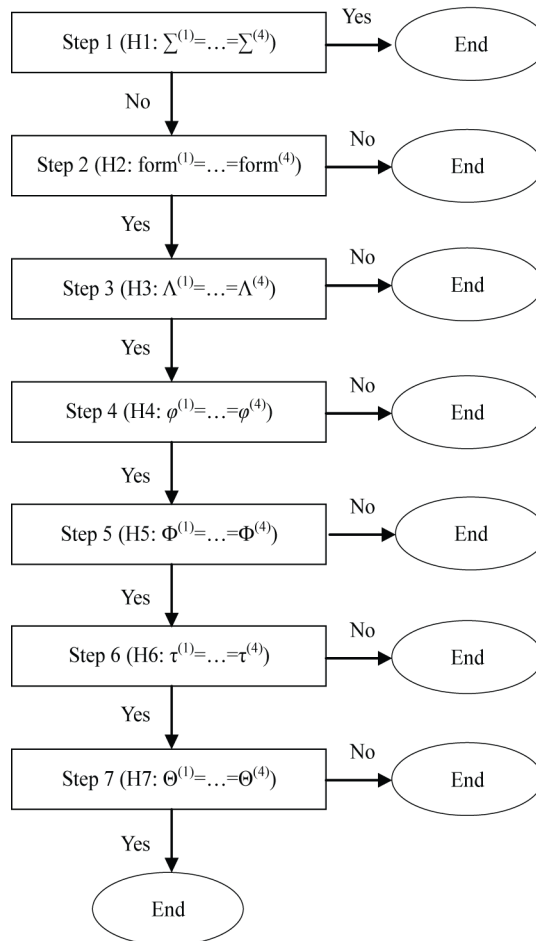 Step 1 (H1: ∑⁽¹⁾=…=∑⁽⁴⁾)
Yes
End
No
Step 2 (H2: form⁽¹⁾=…=form⁽⁴⁾)
No
End
Yes
Step 3 (H3: Λ⁽¹⁾=…=Λ⁽⁴⁾)
No
End
Yes
Step 4 (H4: φ⁽¹⁾=…=φ⁽⁴⁾)
No
End
Yes
Step 5 (H5: Φ⁽¹⁾=…=Φ⁽⁴⁾)
No
End
Yes
Step 6 (H6: τ⁽¹⁾=…=τ⁽⁴⁾)
No
End
Yes
Step 7 (H7: Θ⁽¹⁾=…=Θ⁽⁴⁾)
No
End
Yes
End